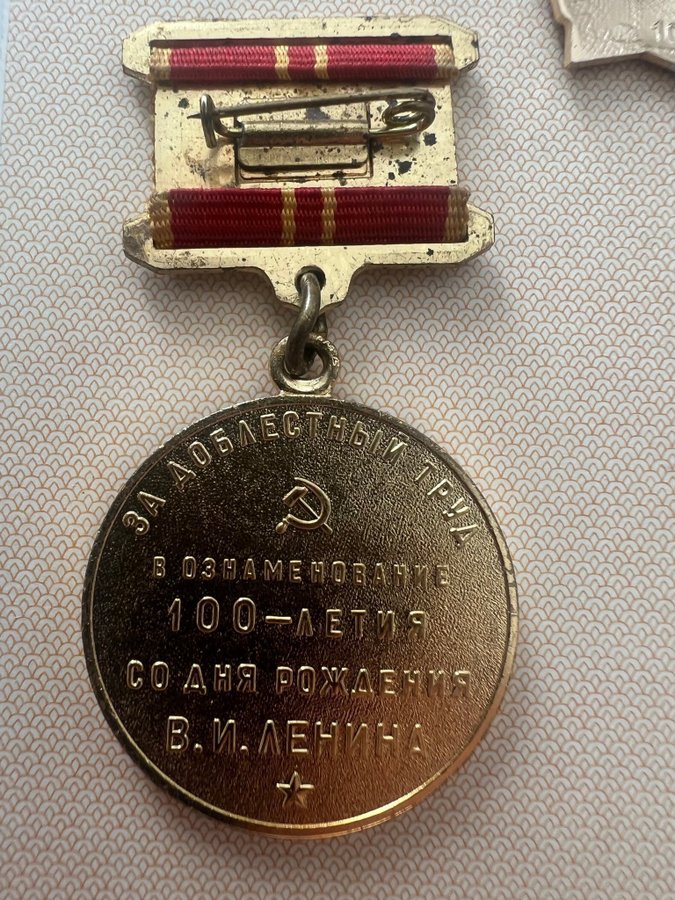 ЗА ДОБЛЕСТНЫЙ ТРУД
В ОЗНАМЕНОВАНИЕ
100-ЛЕТИЯ
СО ДНЯ РОЖДЕНИЯ
В.И.ЛЕНИНА